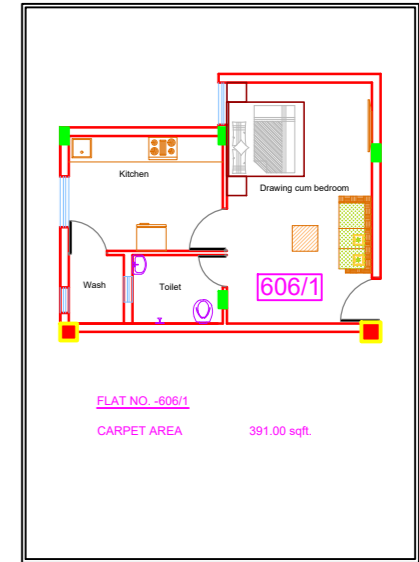 Kitchen
Drawing cum bedroom
Wash
Toilet
606/1
FLAT NO. -606/1
CARPET AREA 391.00 sqft.